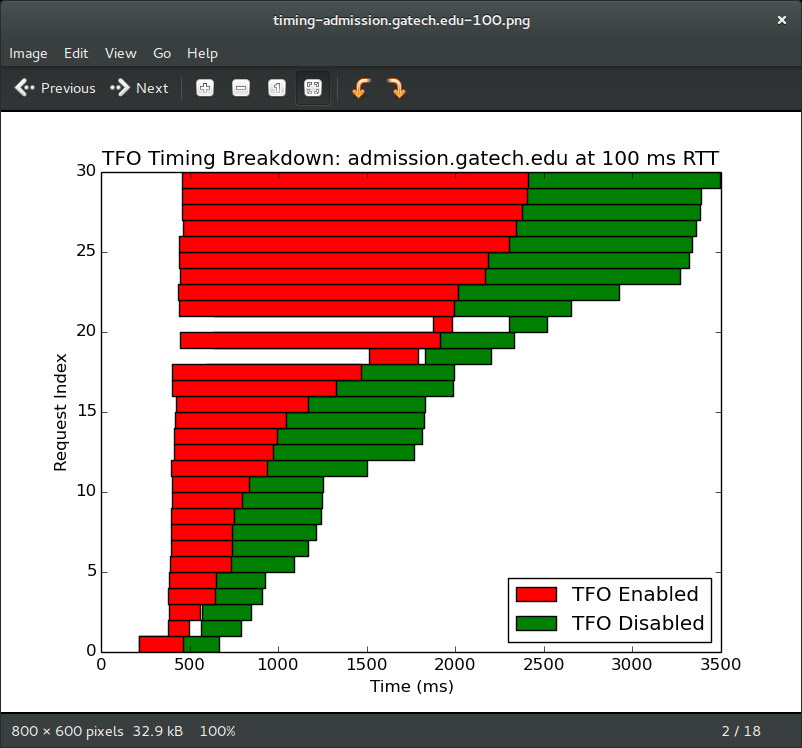 timing-admission.gatech.edu-100.png
Image Edit View Go Help
Previous Next
TFO Timing Breakdown: admission.gatech.edu at 100 ms RTT
30
25
20
15
10
5
0
Request Index
TFO Enabled
TFO Disabled
0 500 1000 1500 2000 2500 3000 3500
Time (ms)
800 × 600 pixels 32.9 kB 100% 2 / 18